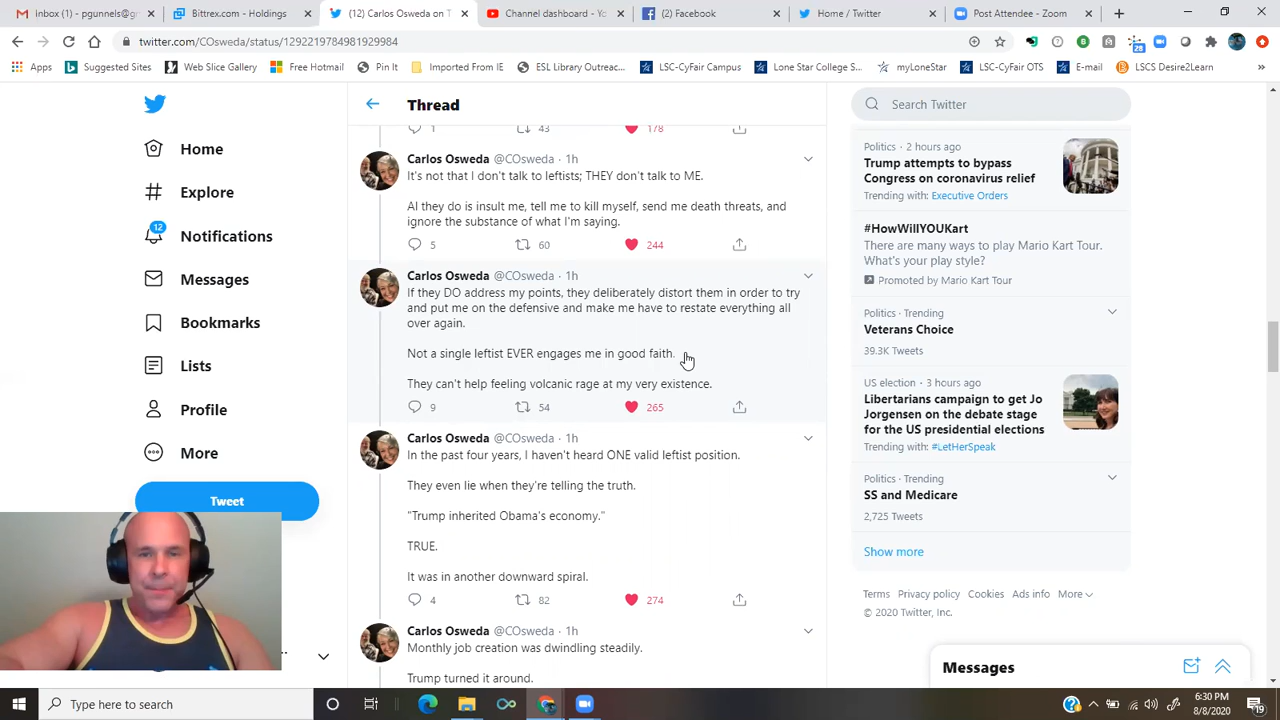 Inbox (1) - pgunnels@gr
Bittrex.com - Holdings
(12) Carlos Osweda on T
Channel dashboard - Yo
(2) Facebook
Home / Twitter
Post Attendee - Zoom
twitter.com/COsweda/status/1292219784981929984
28
Apps
Suggested Sites
Web Slice Gallery
Free Hotmail
Pin It
Imported From IE
ESL Library Outreac...
LSC-CyFair Campus
Lone Star College S...
myLoneStar
LSC-CyFair OTS
E-mail
LSCS Desire2Learn
Home
Explore
12
Notifications
Messages
Bookmarks
Lists
Profile
More
Tweet
Thread
1 43 178
Carlos Osweda @COsweda · 1h
It's not that I don't talk to leftists; THEY don't talk to ME.
Al they do is insult me, tell me to kill myself, send me death threats, and
ignore the substance of what I'm saying.
5 60 244
Carlos Osweda @COsweda · 1h
If they DO address my points, they deliberately distort them in order to try
and put me on the defensive and make me have to restate everything all
over again.
Not a single leftist EVER engages me in good faith.
They can't help feeling volcanic rage at my very existence.
9 54 265
Carlos Osweda @COsweda · 1h
In the past four years, I haven't heard ONE valid leftist position.
They even lie when they're telling the truth.
"Trump inherited Obama's economy."
TRUE.
It was in another downward spiral.
4 82 274
Carlos Osweda @COsweda · 1h
Monthly job creation was dwindling steadily.
Trump turned it around.
Search Twitter
Politics · 2 hours ago
Trump attempts to bypass
Congress on coronavirus relief
Trending with: Executive Orders
#HowWillYOUKart
There are many ways to play Mario Kart Tour.
What's your play style?
Promoted by Mario Kart Tour
Politics · Trending
Veterans Choice
39.3K Tweets
US election · 3 hours ago
Libertarians campaign to get Jo
Jorgensen on the debate stage
for the US presidential elections
Trending with: #LetHerSpeak
Politics · Trending
SS and Medicare
2,725 Tweets
Show more
Terms Privacy policy Cookies Ads info More
© 2020 Twitter, Inc.
Messages
Type here to search
6:30 PM
8/8/2020
19